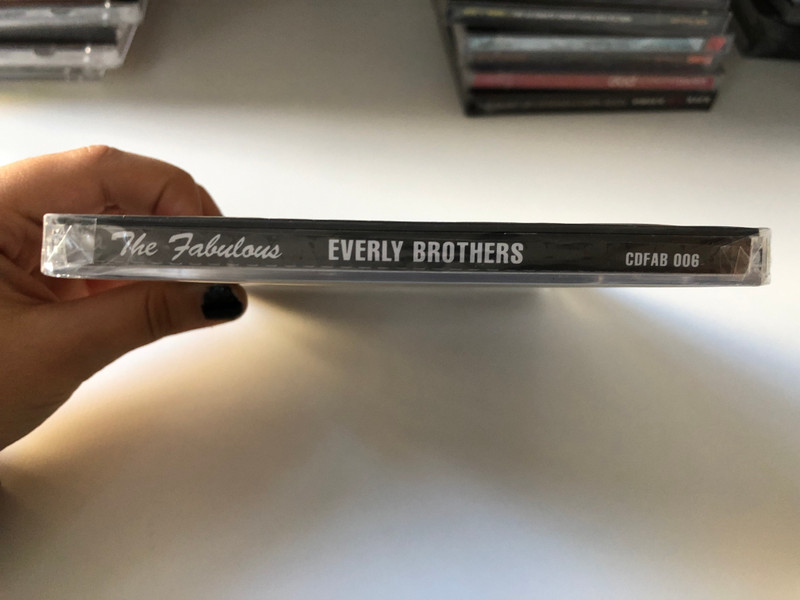 The Fabulous EVERLY BROTHERS CDFAB 006